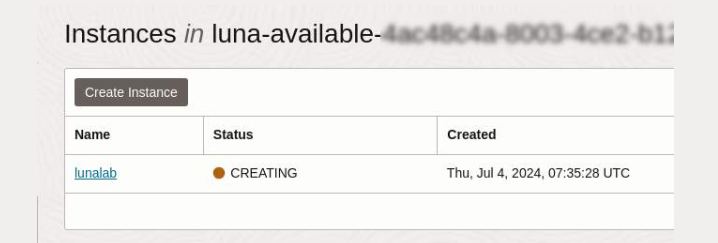 Instances in luna-available-
Create Instance
Name Status Created
lunalab CREATING Thu, Jul 4, 2024, 07:35:28 UTC